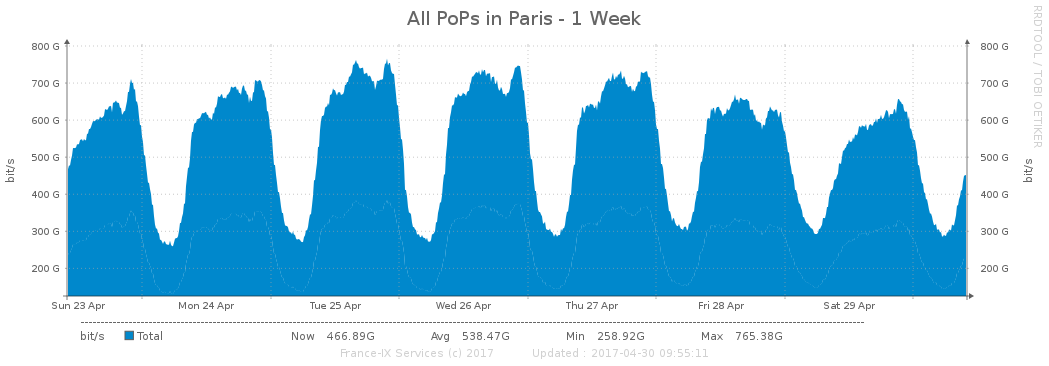 All PoPs in Paris - 1 Week
RRDTOOL / TOBI OETIKER
bit/s
800 G 800 G
700 G 700 G
600 G 600 G
500 G 500 G
400 G 400 G
300 G 300 G
200 G 200 G
bit/s
Sun 23 Apr Mon 24 Apr Tue 25 Apr Wed 26 Apr Thu 27 Apr Fri 28 Apr Sat 29 Apr
bit/s Total Now 466.89G Avg 538.47G Min 258.92G Max 765.38G
France-IX Services (c) 2017 Updated : 2017-04-30 09:55:11